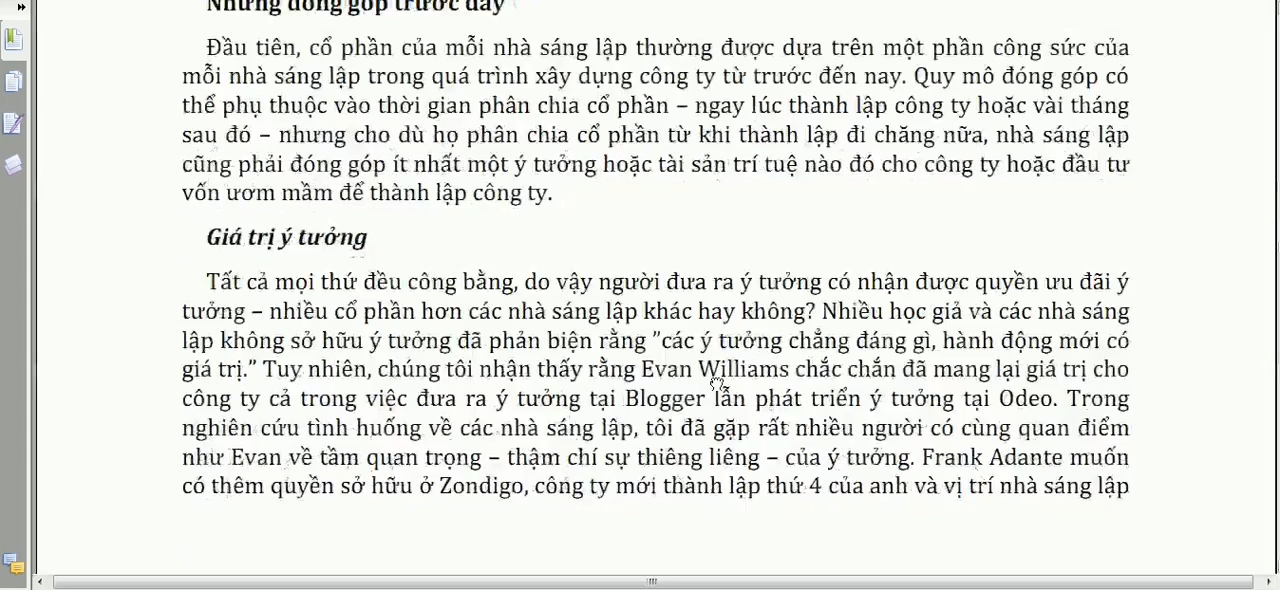 Những đóng góp trước đây
Đầu tiên, cổ phần của mỗi nhà sáng lập thường được dựa trên một phần công sức của
mỗi nhà sáng lập trong quá trình xây dựng công ty từ trước đến nay. Quy mô đóng góp có
thể phụ thuộc vào thời gian phân chia cổ phần – ngay lúc thành lập công ty hoặc vài tháng
sau đó – nhưng cho dù họ phân chia cổ phần từ khi thành lập đi chăng nữa, nhà sáng lập
cũng phải đóng góp ít nhất một ý tưởng hoặc tài sản trí tuệ nào đó cho công ty hoặc đầu tư
vốn ươm mầm để thành lập công ty.
Giá trị ý tưởng
Tất cả mọi thứ đều công bằng, do vậy người đưa ra ý tưởng có nhận được quyền ưu đãi ý
tưởng – nhiều cổ phần hơn các nhà sáng lập khác hay không? Nhiều học giả và các nhà sáng
lập không sở hữu ý tưởng đã phản biện rằng ”các ý tưởng chẳng đáng gì, hành động mới có
giá trị.” Tuy nhiên, chúng tôi nhận thấy rằng Evan Williams chắc chắn đã mang lại giá trị cho
công ty cả trong việc đưa ra ý tưởng tại Blogger lẫn phát triển ý tưởng tại Odeo. Trong
nghiên cứu tình huống về các nhà sáng lập, tôi đã gặp rất nhiều người có cùng quan điểm
như Evan về tầm quan trọng – thậm chí sự thiêng liêng – của ý tưởng. Frank Adante muốn
có thêm quyền sở hữu ở Zondigo, công ty mới thành lập thứ 4 của anh và vị trí nhà sáng lập